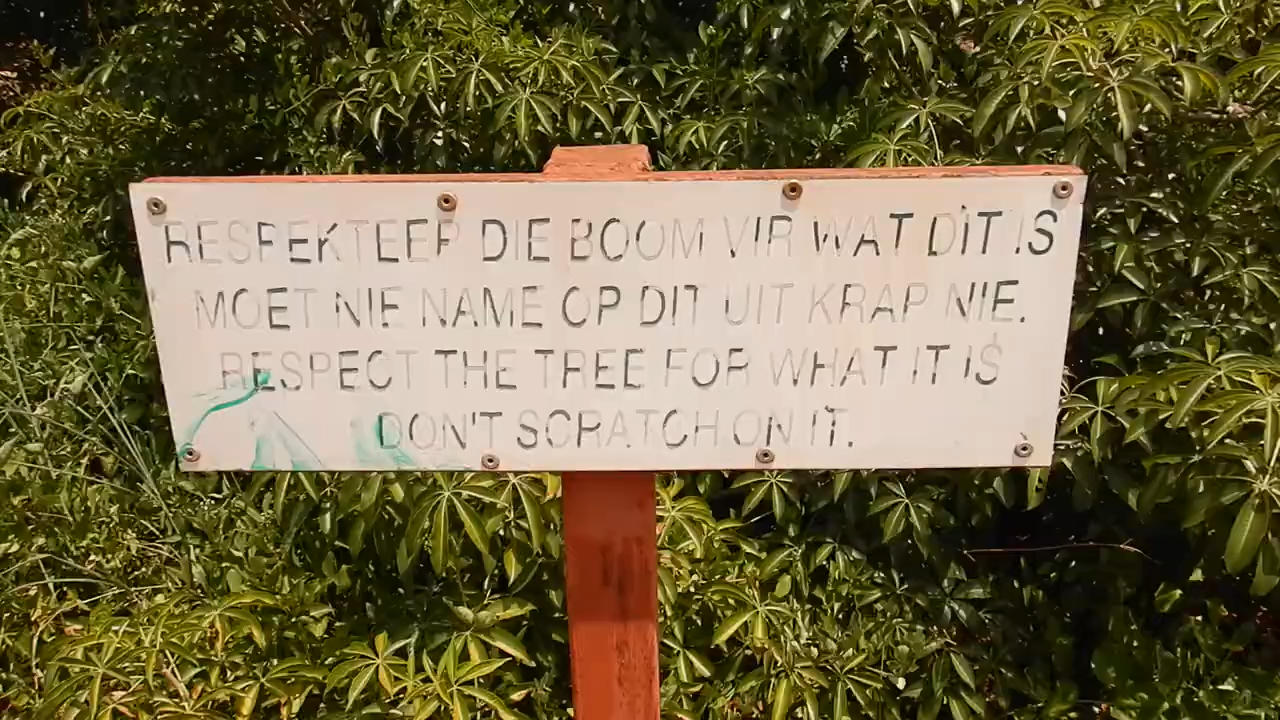 RESPEKTEER DIE BOOM VIR WAT DIT IS
MOET NIE NAME OP DIT UIT KRAP NIE.
RESPECT THE TREE FOR WHAT IT IS
DON'T SCRATCH ON IT.